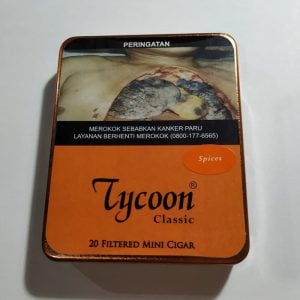 PERINGATAN
MEROKOK SEBABKAN KANKER PARU
LAYANAN BERHENTI MEROKOK (0800-177-6565)
Spices
Tycoon®
Classic
20 FILTERED MINI CIGAR